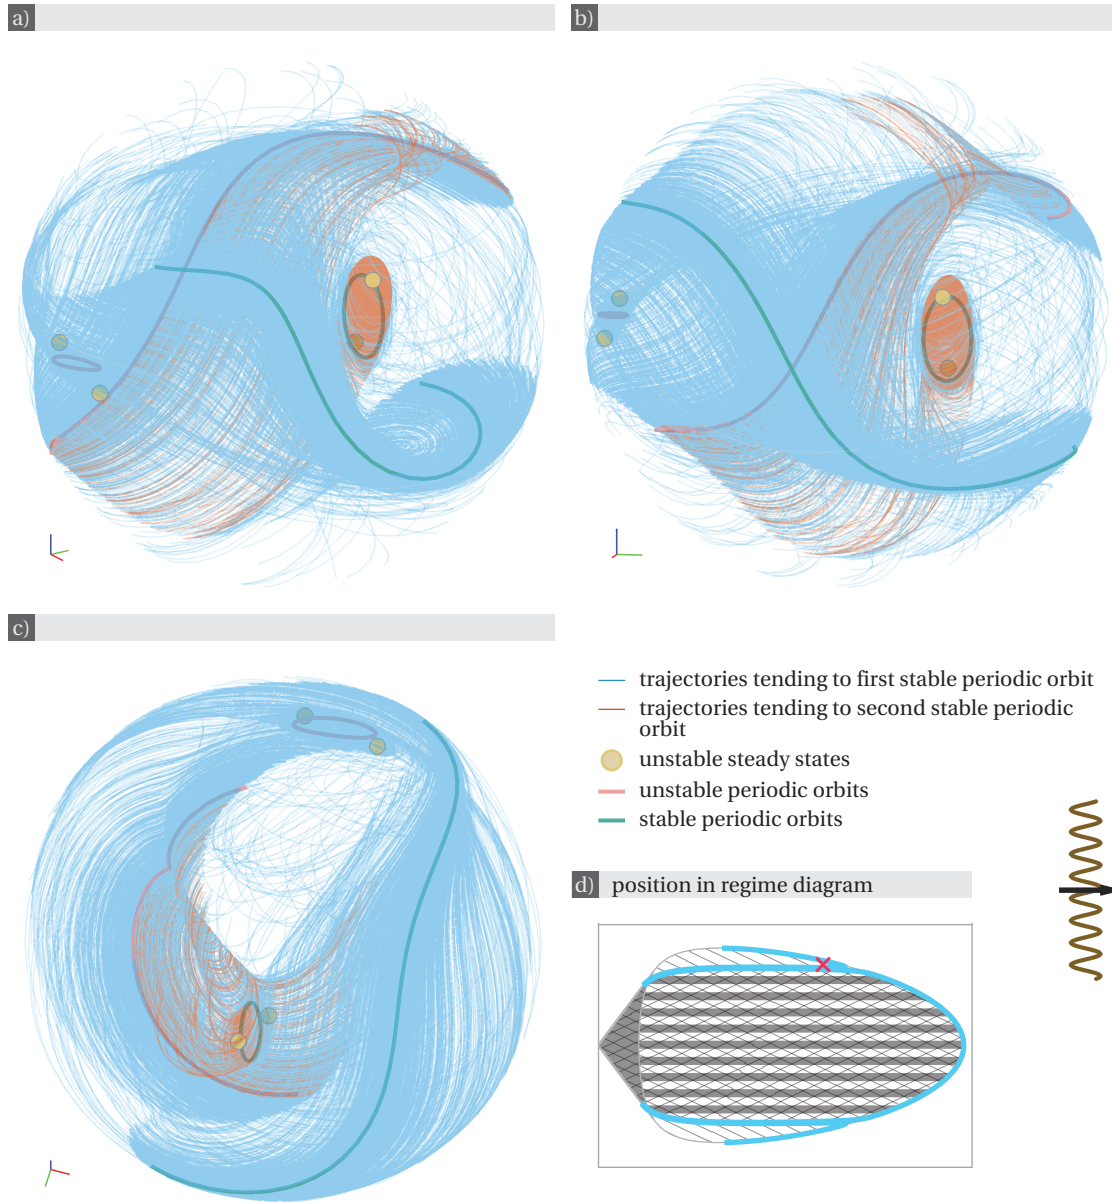 a)
b)
c)
trajectories tending to first stable periodic orbit
trajectories tending to second stable periodic
orbit
unstable steady states
unstable periodic orbits
stable periodic orbits
d) position in regime diagram